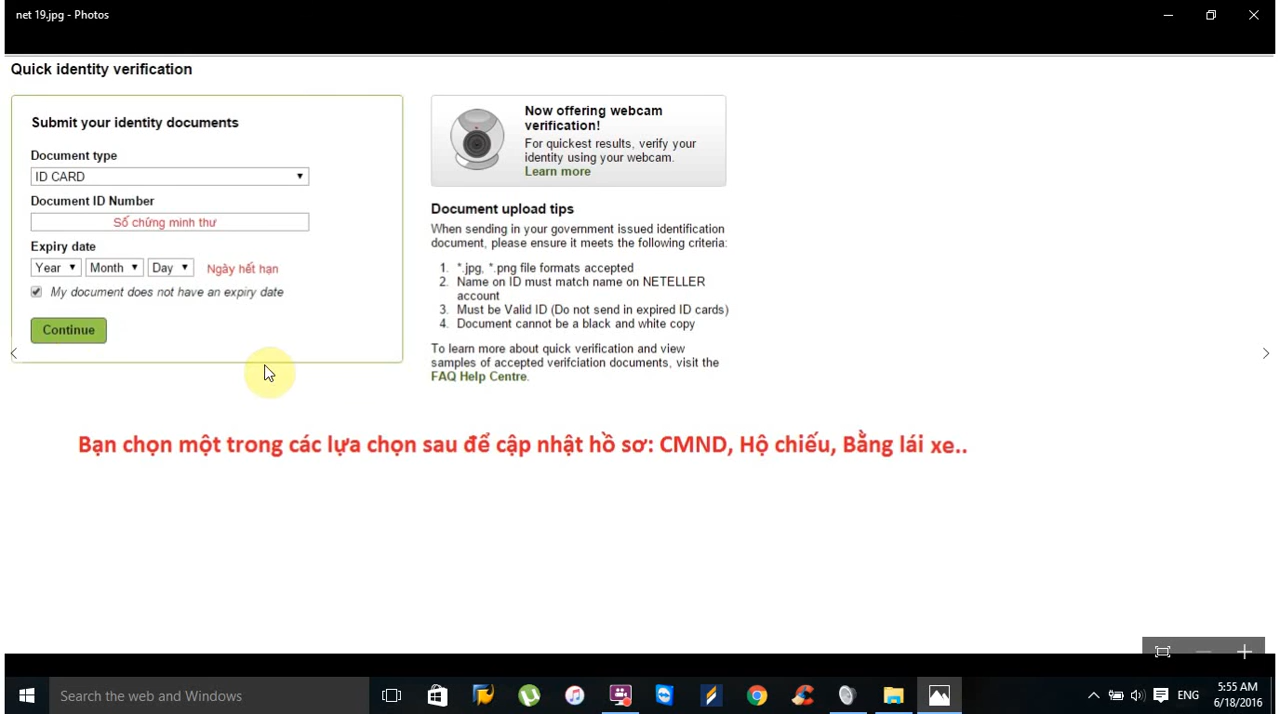 net 19.jpg - Photos
Quick identity verification
Submit your identity documents
Document type
ID CARD
Document ID Number
Số chứng minh thư
Expiry date
Year Month Day Ngày hết hạn
My document does not have an expiry date
Continue
Now offering webcam
verification!
For quickest results, verify your
identity using your webcam.
Learn more
Document upload tips
When sending in your government issued identification
document, please ensure it meets the following criteria:
1. *.jpg, *.png file formats accepted
2. Name on ID must match name on NETELLER
account
3. Must be Valid ID (Do not send in expired ID cards)
4. Document cannot be a black and white copy
To learn more about quick verification and view
samples of accepted verifciation documents, visit the
FAQ Help Centre.
Bạn chọn một trong các lựa chọn sau để cập nhật hồ sơ: CMND, Hộ chiếu, Bằng lái xe..
Search the web and Windows
ENG
5:55 AM
6/18/2016